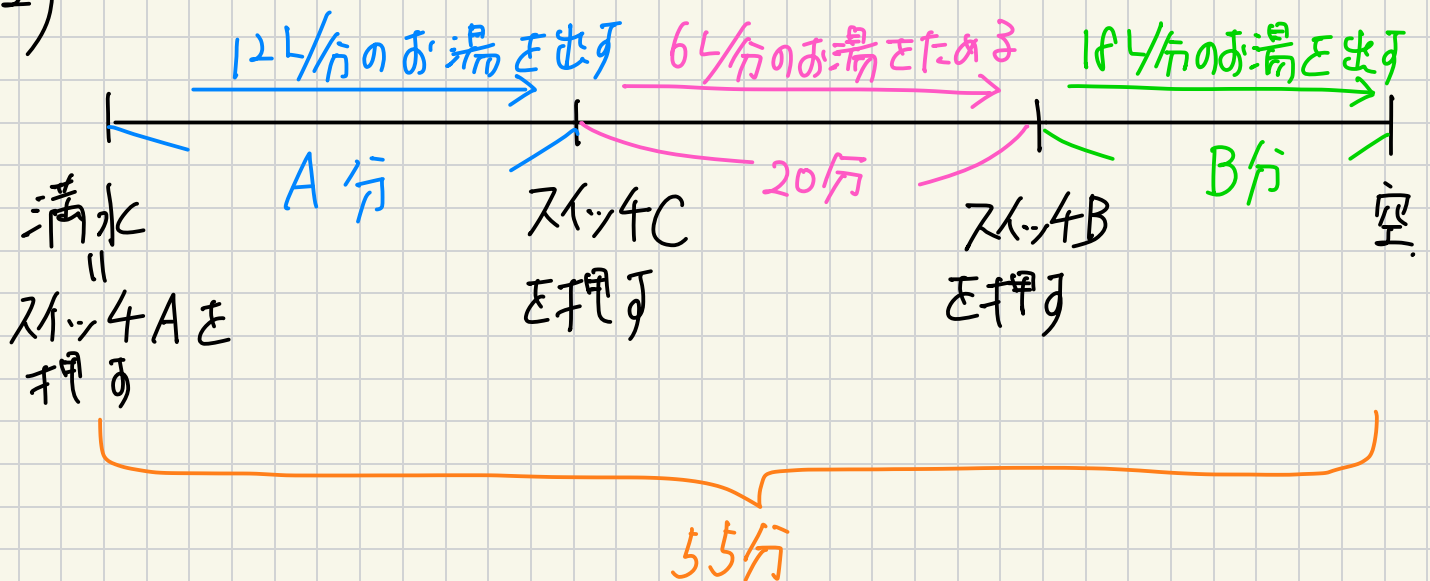 12L/分のお湯を出す
6L/分のお湯をためる
18L/分のお湯を出す
A分
20分
B分
満水
=
スイッチAを
押す
スイッチC
を押す
スイッチB
を押す
空
55分